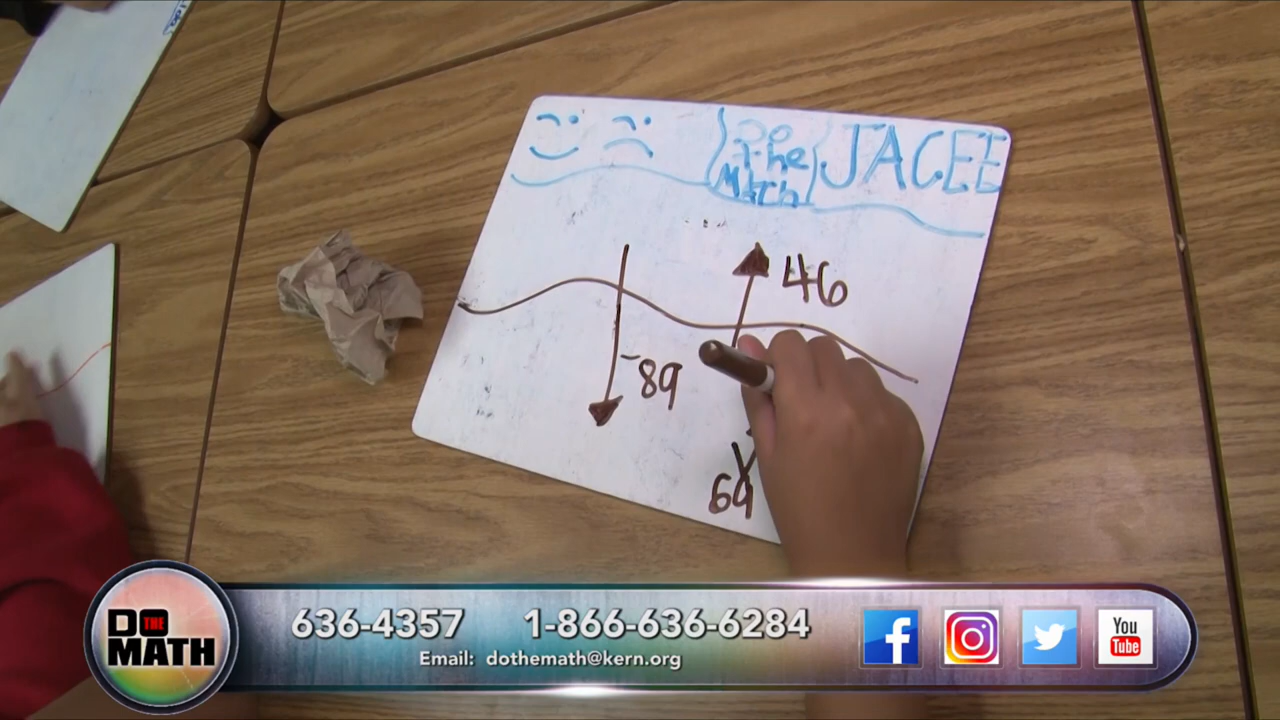 Do
The
Math
JACEE
46
-89
69
DO THE
MATH
636-4357 1-866-636-6284
Email: dothemath@kern.org
f
You
Tube